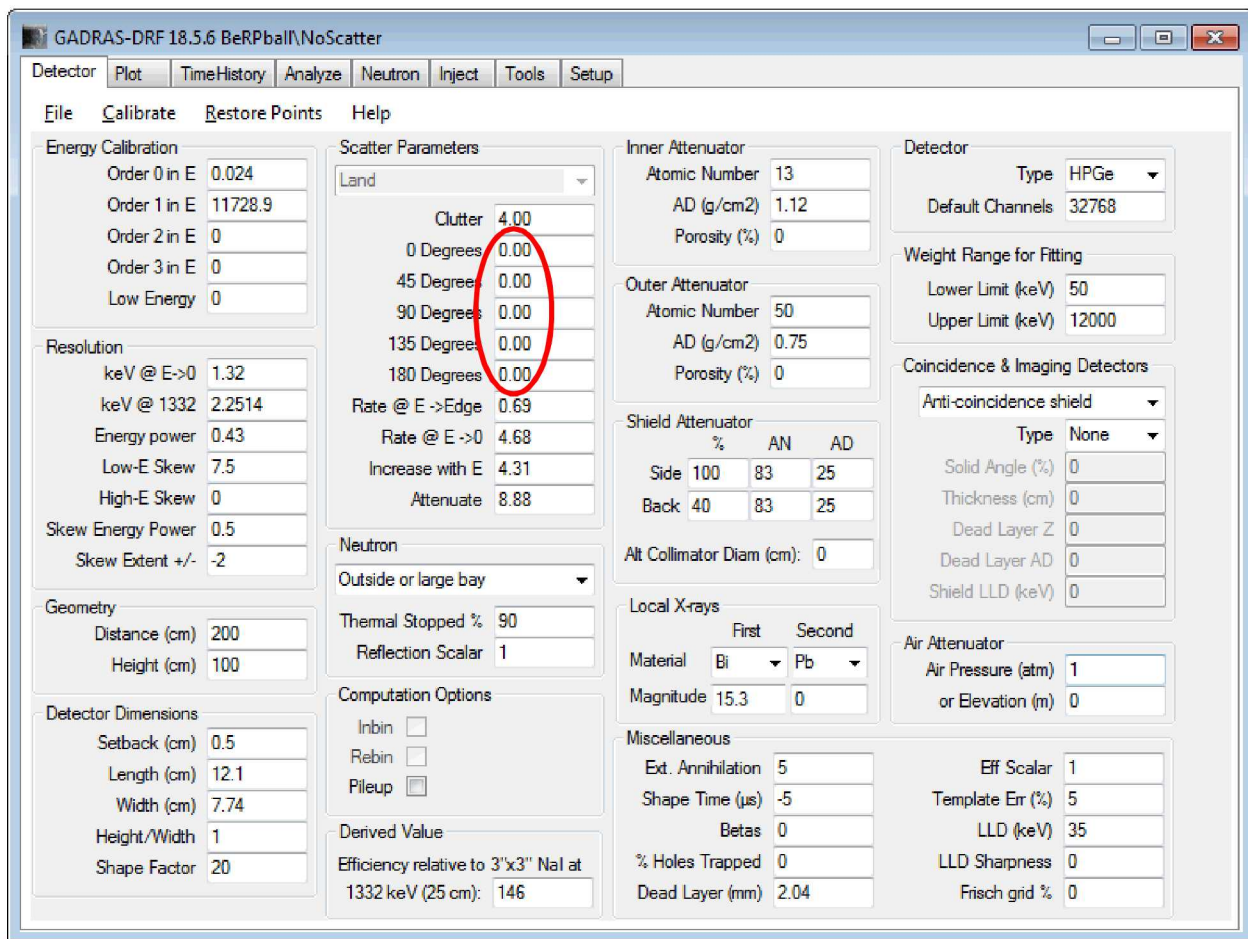 GADRAS-DRF 18.5.6 BeRPball\NoScatter
Detector Plot TimeHistory Analyze Neutron Inject Tools Setup
File Calibrate Restore Points Help
Energy Calibration
Order 0 in E 0.024
Order 1 in E 11728.9
Order 2 in E 0
Order 3 in E 0
Low Energy 0
Resolution
keV @ E->0 1.32
keV @ 1332 2.2514
Energy power 0.43
Low-E Skew 7.5
High-E Skew 0
Skew Energy Power 0.5
Skew Extent +/- -2
Geometry
Distance (cm) 200
Height (cm) 100
Detector Dimensions
Setback (cm) 0.5
Length (cm) 12.1
Width (cm) 7.74
Height/Width 1
Shape Factor 20
Scatter Parameters
Land
Clutter 4.00
0 Degrees 0.00
45 Degrees 0.00
90 Degrees 0.00
135 Degrees 0.00
180 Degrees 0.00
Rate @ E ->Edge 0.69
Rate @ E ->0 4.68
Increase with E 4.31
Attenuate 8.88
Neutron
Outside or large bay
Thermal Stopped % 90
Reflection Scalar 1
Computation Options
Inbin
Rebin
Pileup
Derived Value
Efficiency relative to 3"x3" NaI at
1332 keV (25 cm): 146
Inner Attenuator
Atomic Number 13
AD (g/cm2) 1.12
Porosity (%) 0
Outer Attenuator
Atomic Number 50
AD (g/cm2) 0.75
Porosity (%) 0
Shield Attenuator
% AN AD
Side 100 83 25
Back 40 83 25
Alt Collimator Diam (cm): 0
Local X-rays
First Second
Material Bi Pb
Magnitude 15.3 0
Detector
Type HPGe
Default Channels 32768
Weight Range for Fitting
Lower Limit (keV) 50
Upper Limit (keV) 12000
Coincidence & Imaging Detectors
Anti-coincidence shield
Type None
Solid Angle (%) 0
Thickness (cm) 0
Dead Layer Z 0
Dead Layer AD 0
Shield LLD (keV) 0
Air Attenuator
Air Pressure (atm) 1
or Elevation (m) 0
Miscellaneous
Ext. Annihilation 5 Eff Scalar 1
Shape Time (µs) -5 Template Err (%) 5
Betas 0 LLD (keV) 35
% Holes Trapped 0 LLD Sharpness 0
Dead Layer (mm) 2.04 Frisch grid % 0